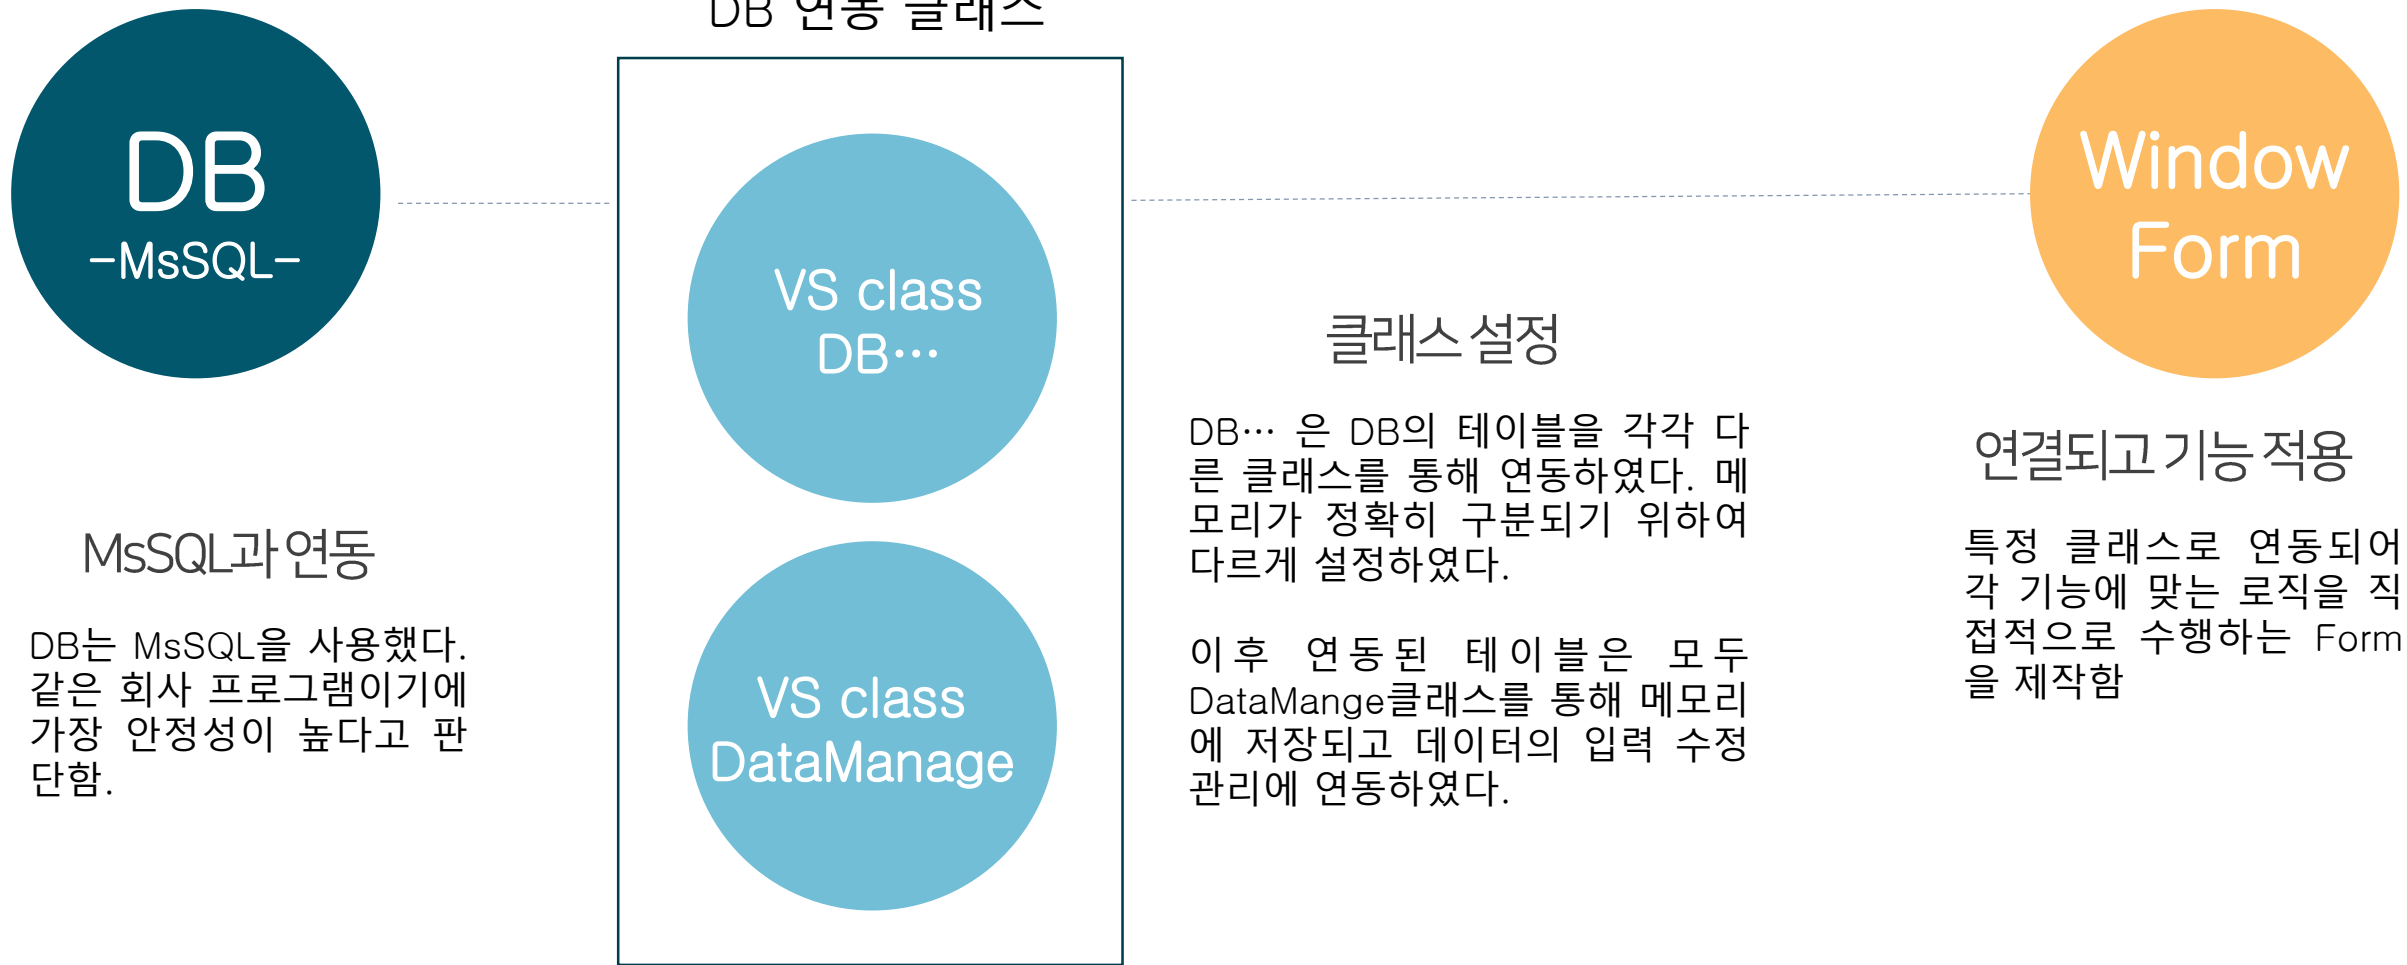 DB 연동 클래스
DB
-MsSQL-
MsSQL과 연동
DB는 MsSQL을 사용했다.
같은 회사 프로그램이기에
가장 안정성이 높다고 판
단함.
VS class
DB…
VS class
DataManage
클래스 설정
DB… 은 DB의 테이블을 각각 다
른 클래스를 통해 연동하였다. 메
모리가 정확히 구분되기 위하여
다르게 설정하였다.
이후 연동된 테이블은 모두
DataMange클래스를 통해 메모리
에 저장되고 데이터의 입력 수정
관리에 연동하였다.
Window
Form
연결되고 기능 적용
특정 클래스로 연동되어
각 기능에 맞는 로직을 직
접적으로 수행하는 Form
을 제작함